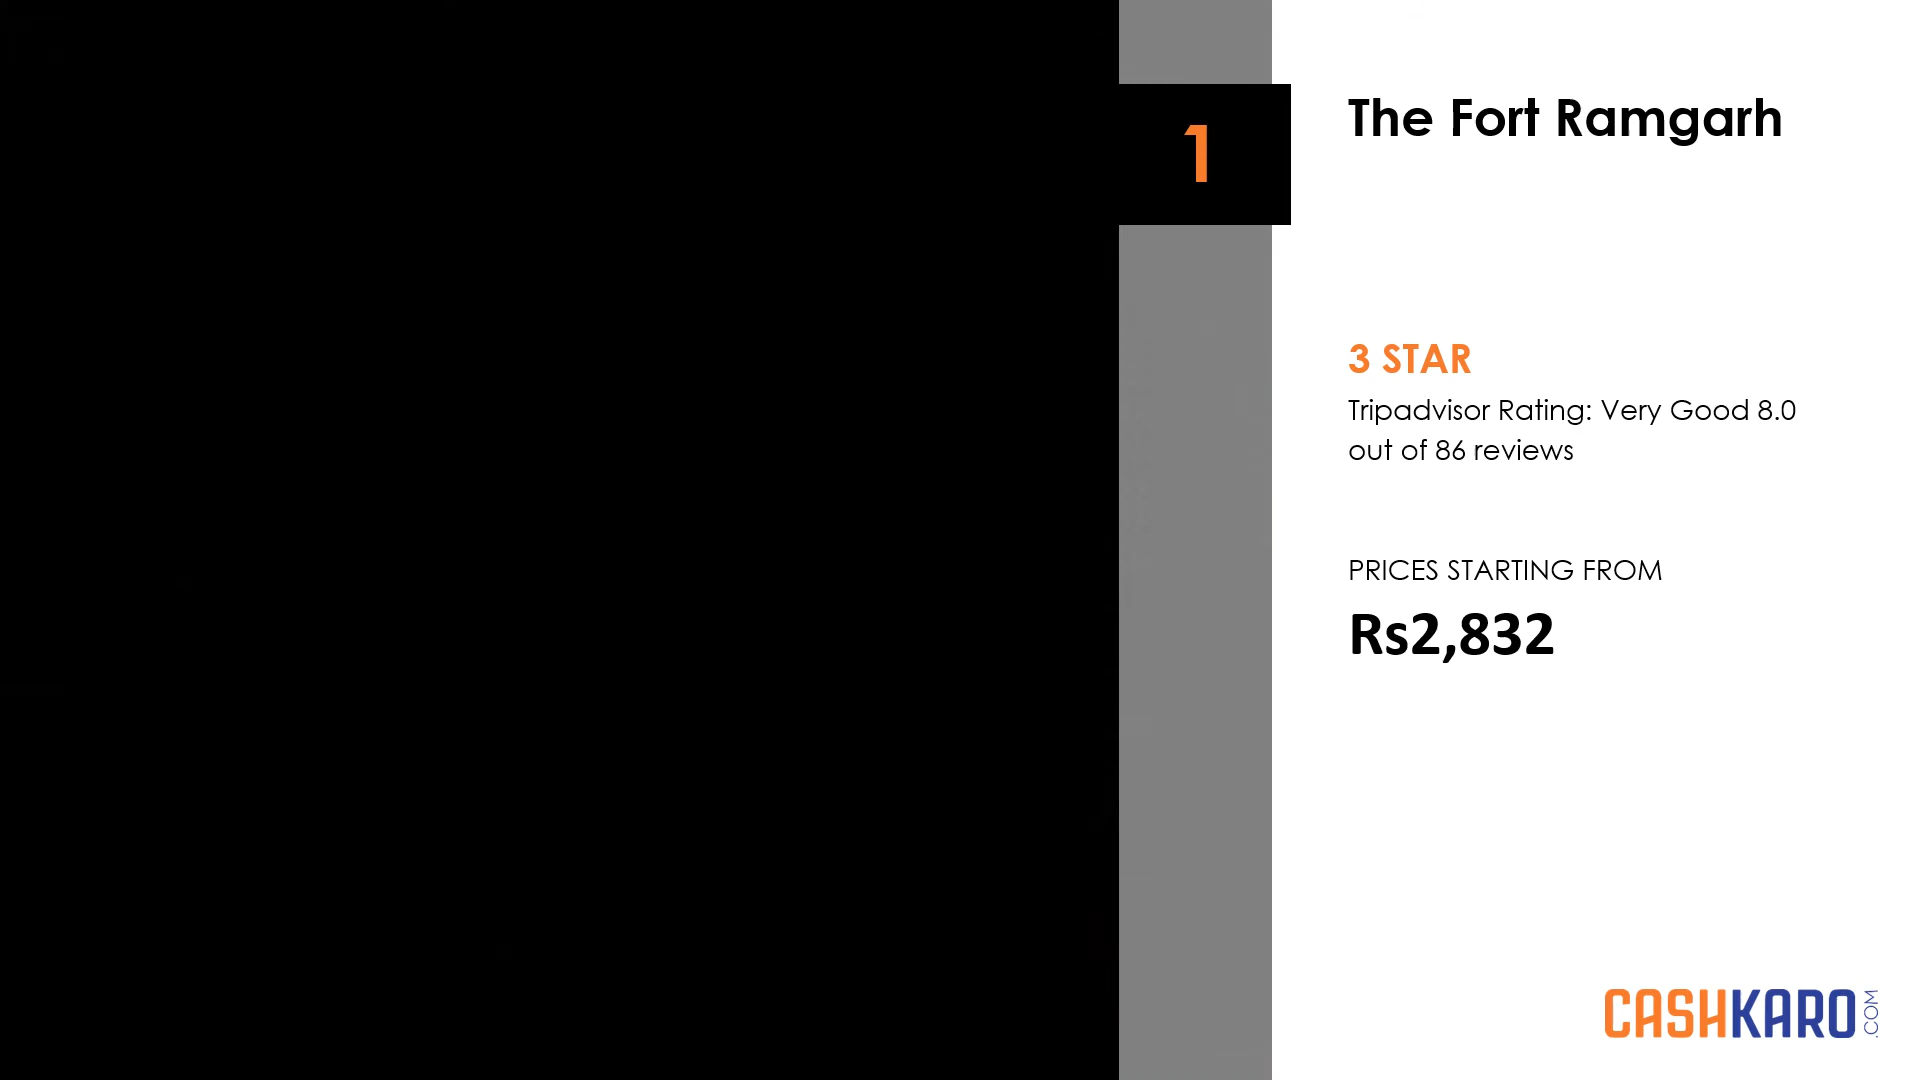 1
The Fort Ramgarh
3 STAR
Tripadvisor Rating: Very Good 8.0
out of 86 reviews
PRICES STARTING FROM
Rs2,832
CASHKARO.COM